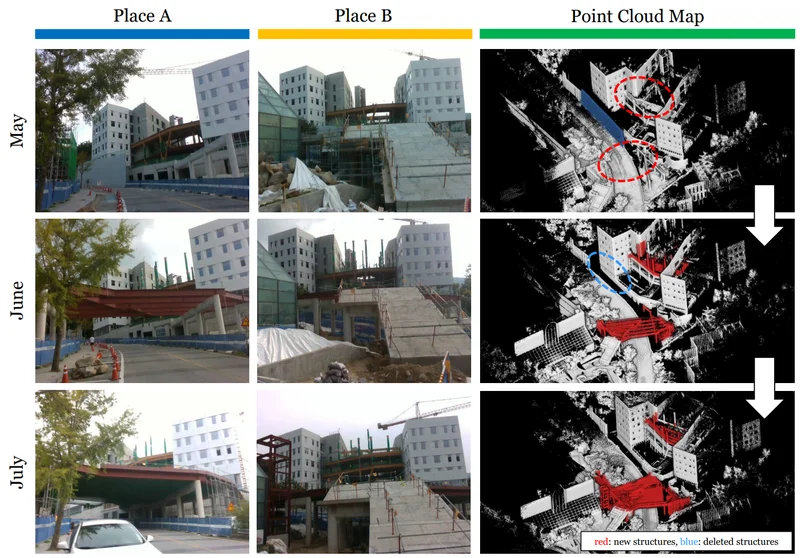 Place A
Place B
Point Cloud Map
May
June
July
red: new structures, blue: deleted structures